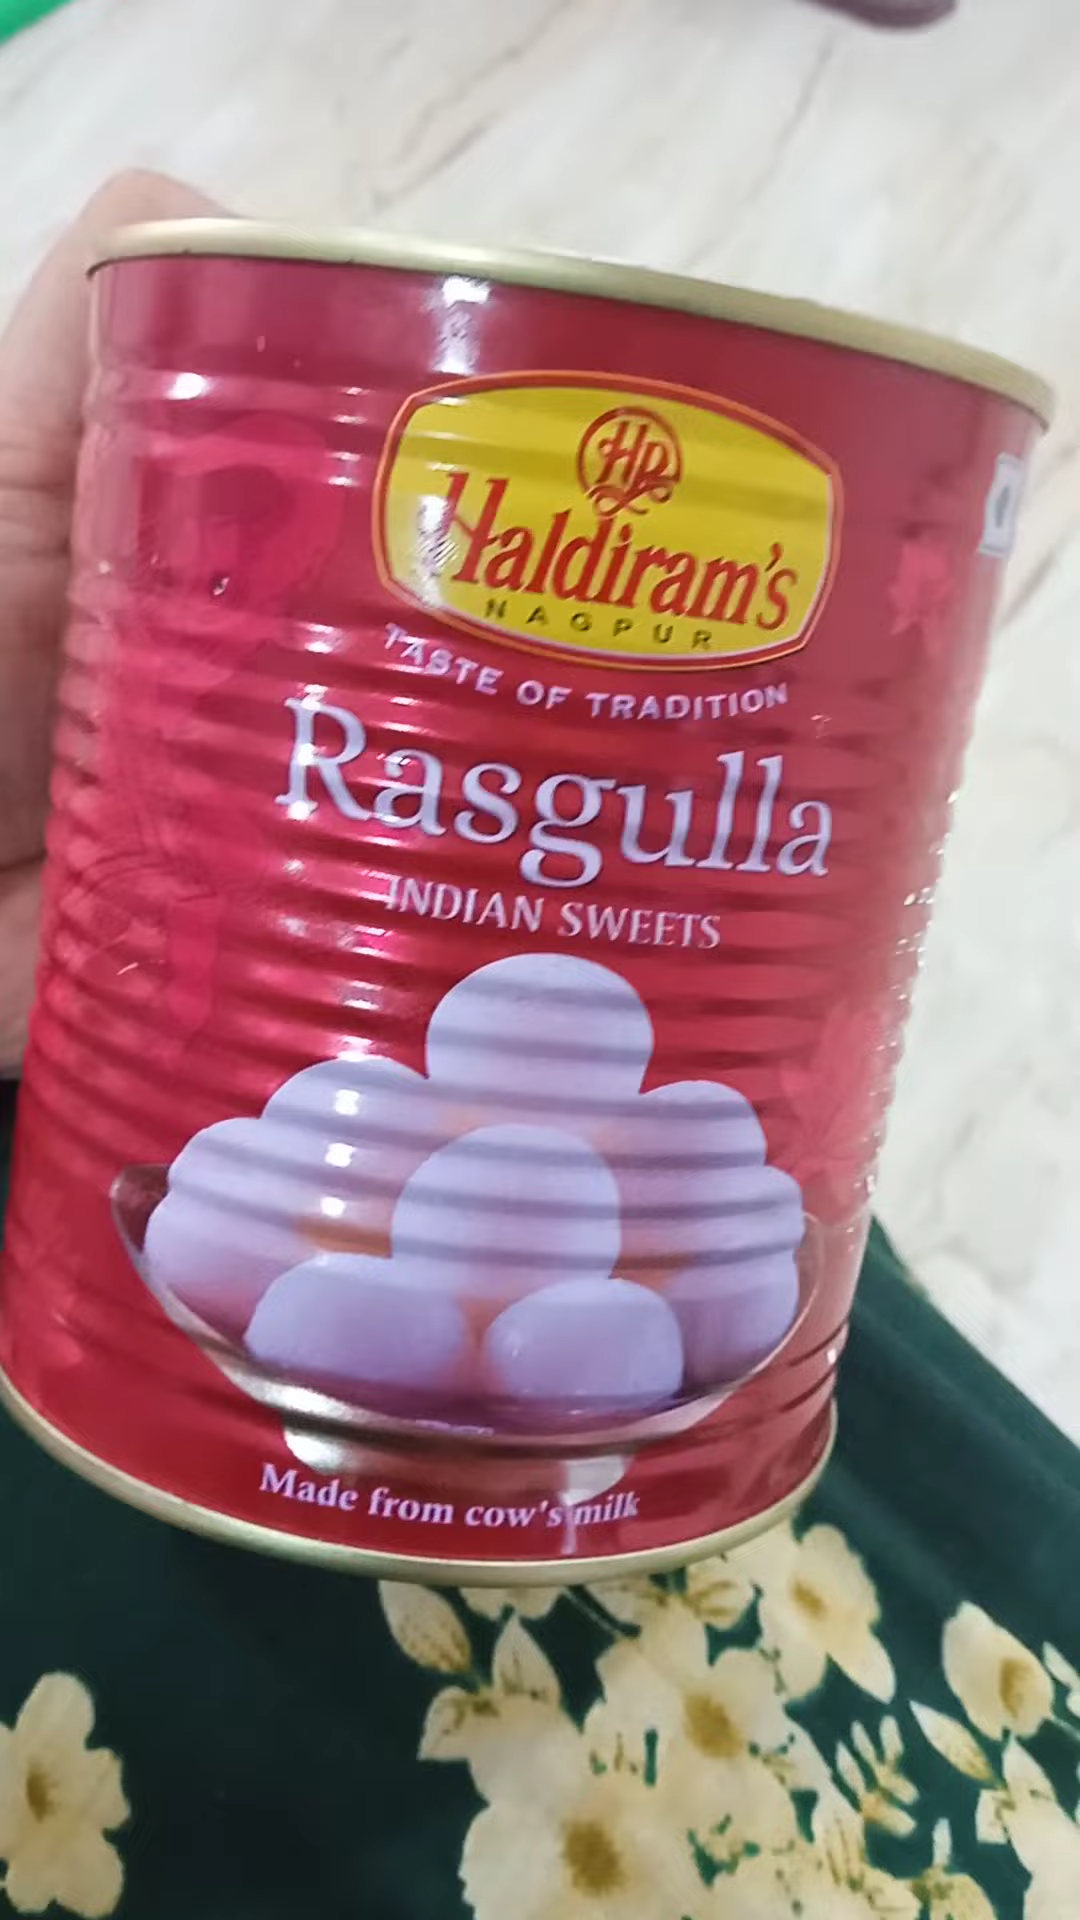 HR
Haldiram's
NAGPUR
TASTE OF TRADITION
Rasgulla
INDIAN SWEETS
Made from cow's milk